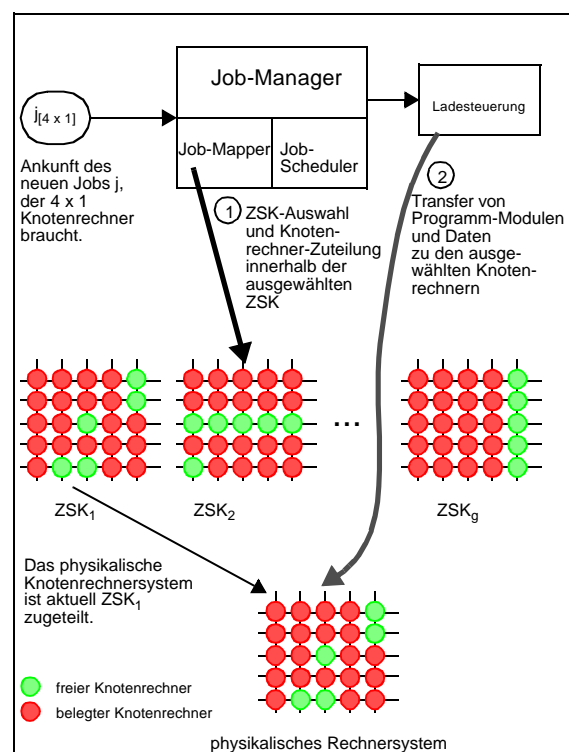 Job-Manager
j[4 x 1]
Ladesteuerung
Job-Mapper
Job-
Scheduler
Ankunft des
neuen Jobs j,
der 4 x 1
Knotenrechner
braucht.
1
ZSK-Auswahl
und Knoten-
rechner-Zuteilung
innerhalb der
ausgewählten
ZSK
2
Transfer von
Programm-Modulen
und Daten
zu den ausge-
wählten Knoten-
rechnern
...
ZSK1
ZSK2
ZSKg
Das physikalische
Knotenrechnersystem
ist aktuell ZSK1
zugeteilt.
freier Knotenrechner
belegter Knotenrechner
physikalisches Rechnersystem